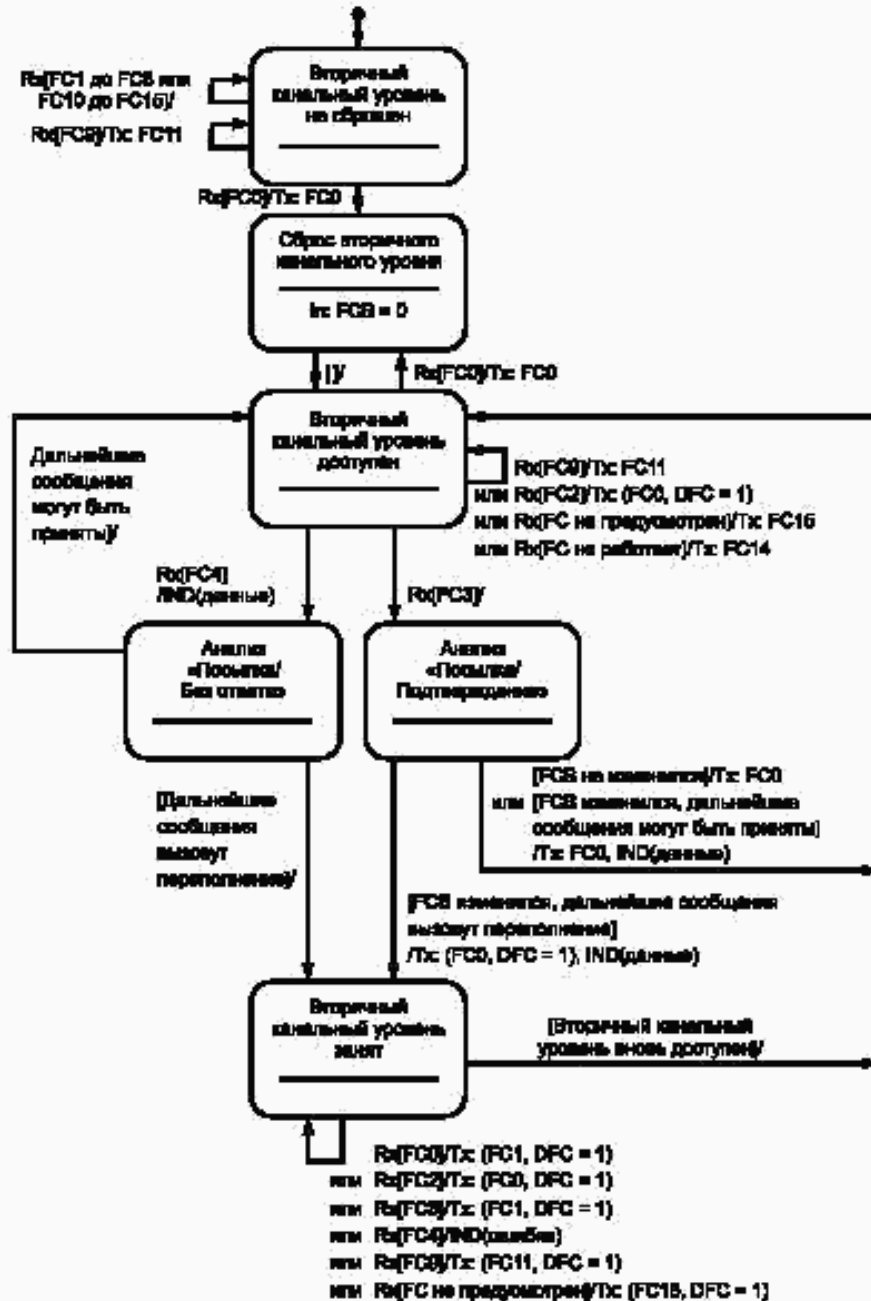 Вторичный
канальный уровень
не сброшен
Rx[FC1 до FC8 или
FC10 до FC15]/
Rx[FC9]/Tx: FC11
Rx[FC0]/Tx: FC0
Сброс вторичного
канального уровня
In: FCB = 0
[ ]/
Rx[FC0]/Tx: FC0
Вторичный
канальный уровень
доступен
Дальнейшие
сообщения
могут быть
приняты]/
Rx(FC9)/Tx: FC11
или Rx(FC2)/Tx: (FC0, DFC = 1)
или Rx(FC не предусмотрен)/Tx: FC15
или Rx(FC не работает)/Tx: FC14
Rx[FC4]
/IND(данные)
Rx(FC3)/
Анализ
«Посылка/
Без ответа»
Анализ
«Посылка/
Подтверждение»
[FCB не изменился]/Tx: FC0
или [FCB изменился, дальнейшие
сообщения могут быть приняты]
/Tx: FC0, IND(данные)
[Дальнейшие
сообщения
вызовут
переполнение]/
[FCB изменился, дальнейшие сообщения
вызовут переполнение]
/Tx: (FC0, DFC = 1), IND(данные)
Вторичный
канальный уровень
занят
[Вторичный канальный
уровень вновь доступен]/
Rx[FC0]/Tx: (FC1, DFC = 1)
или Rx[FC2]/Tx: (FC0, DFC = 1)
или Rx[FC3]/Tx: (FC1, DFC = 1)
или Rx[FC4]/IND(ошибка)
или Rx[FC9]/Tx: (FC11, DFC = 1)
или Rx[FC не предусмотрен]/Tx: (FC15, DFC = 1)